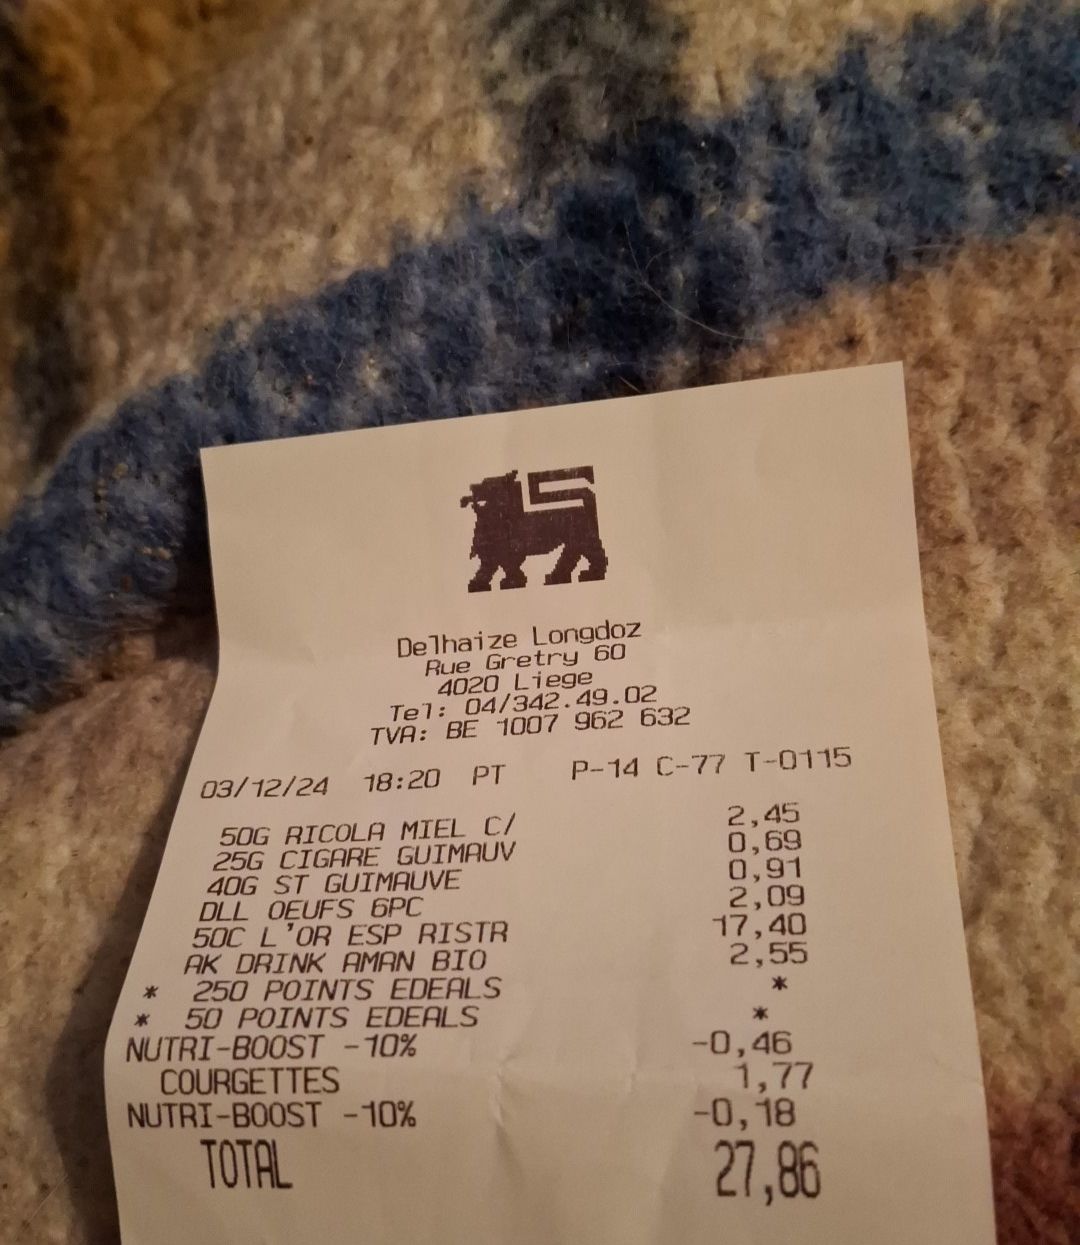 Delhaize Longdoz
Rue Gretry 60
4020 Liege
Tel: 04/342.49.02
TVA: BE 1007 962 632
03/12/24 18:20 PT P-14 C-77 T-0115
50G RICOLA MIEL C/ 2,45
25G CIGARE GUIMAUV 0,69
40G ST GUIMAUVE 0,91
DLL OEUFS 6PC 2,09
50C L'OR ESP RISTR 17,40
AK DRINK AMAN BIO 2,55
* 250 POINTS EDEALS *
* 50 POINTS EDEALS *
NUTRI-BOOST -10% -0,46
COURGETTES 1,77
NUTRI-BOOST -10% -0,18
TOTAL 27,86